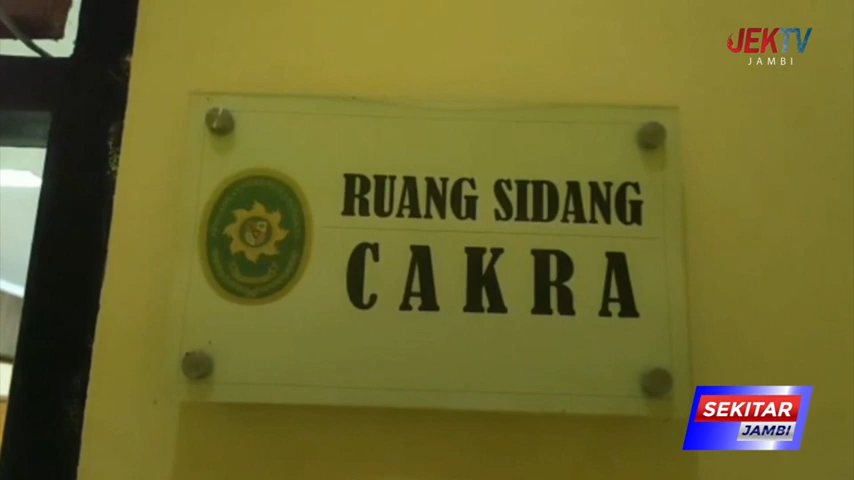 JEKTV
JAMBI
RUANG SIDANG
CAKRA
SEKITAR
JAMBI